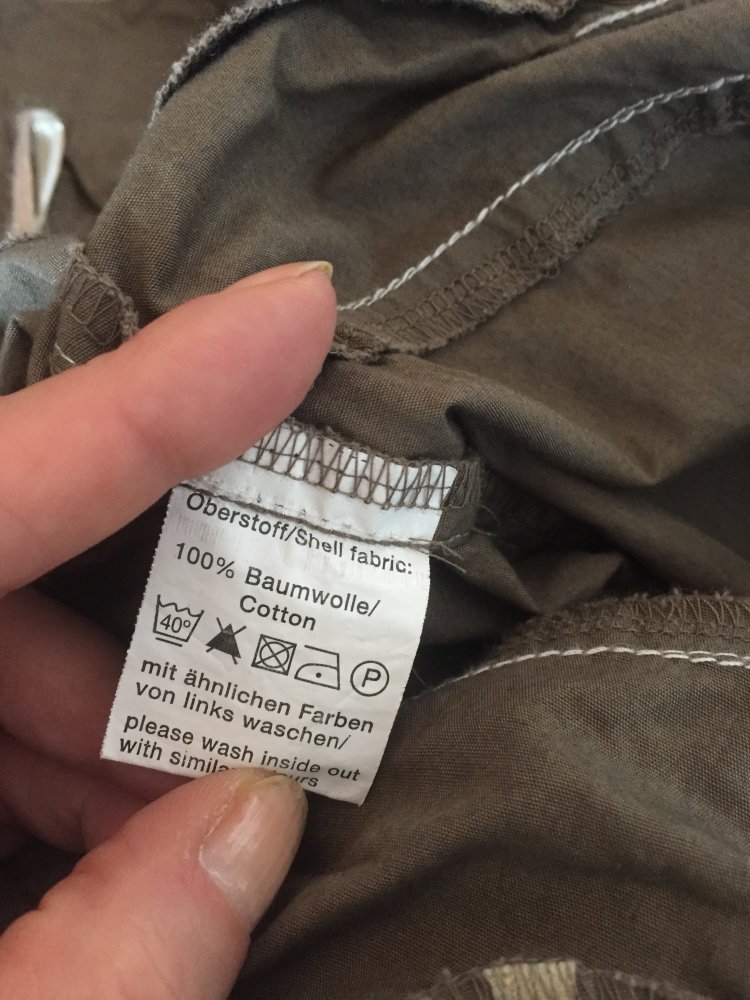 Oberstoff/Shell fabric:
100% Baumwolle/
Cotton
40° P
mit ähnlichen Farben
von links waschen/
please wash inside out
with